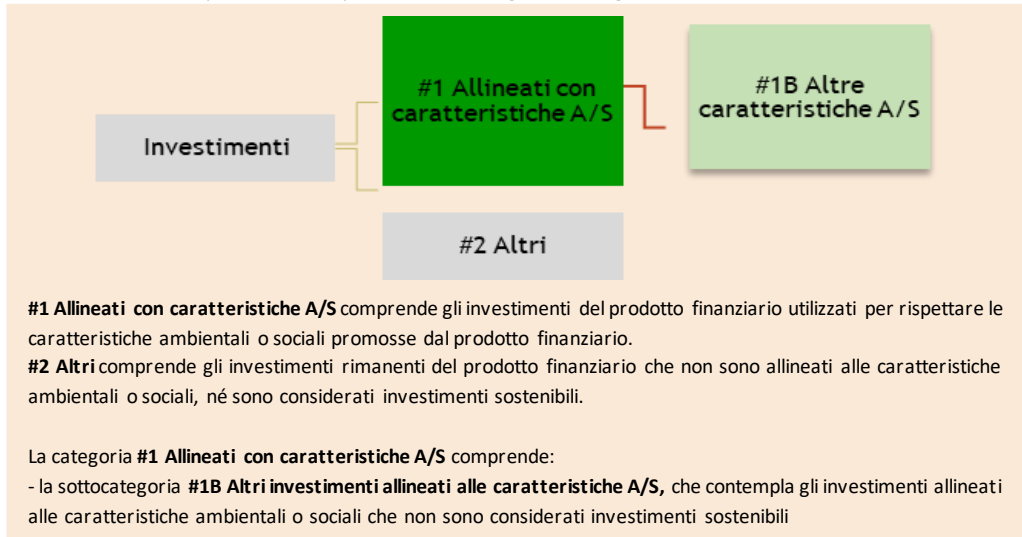 #1 Allineati con
caratteristiche A/S
#1B Altre
caratteristiche A/S
Investimenti
#2 Altri
#1 Allineati con caratteristiche A/S comprende gli investimenti del prodotto finanziario utilizzati per rispettare le
caratteristiche ambientali o sociali promosse dal prodotto finanziario.
#2 Altri comprende gli investimenti rimanenti del prodotto finanziario che non sono allineati alle caratteristiche
ambientali o sociali, né sono considerati investimenti sostenibili.
La categoria #1 Allineati con caratteristiche A/S comprende:
- la sottocategoria #1B Altri investimenti allineati alle caratteristiche A/S, che contempla gli investimenti allineati
alle caratteristiche ambientali o sociali che non sono considerati investimenti sostenibili